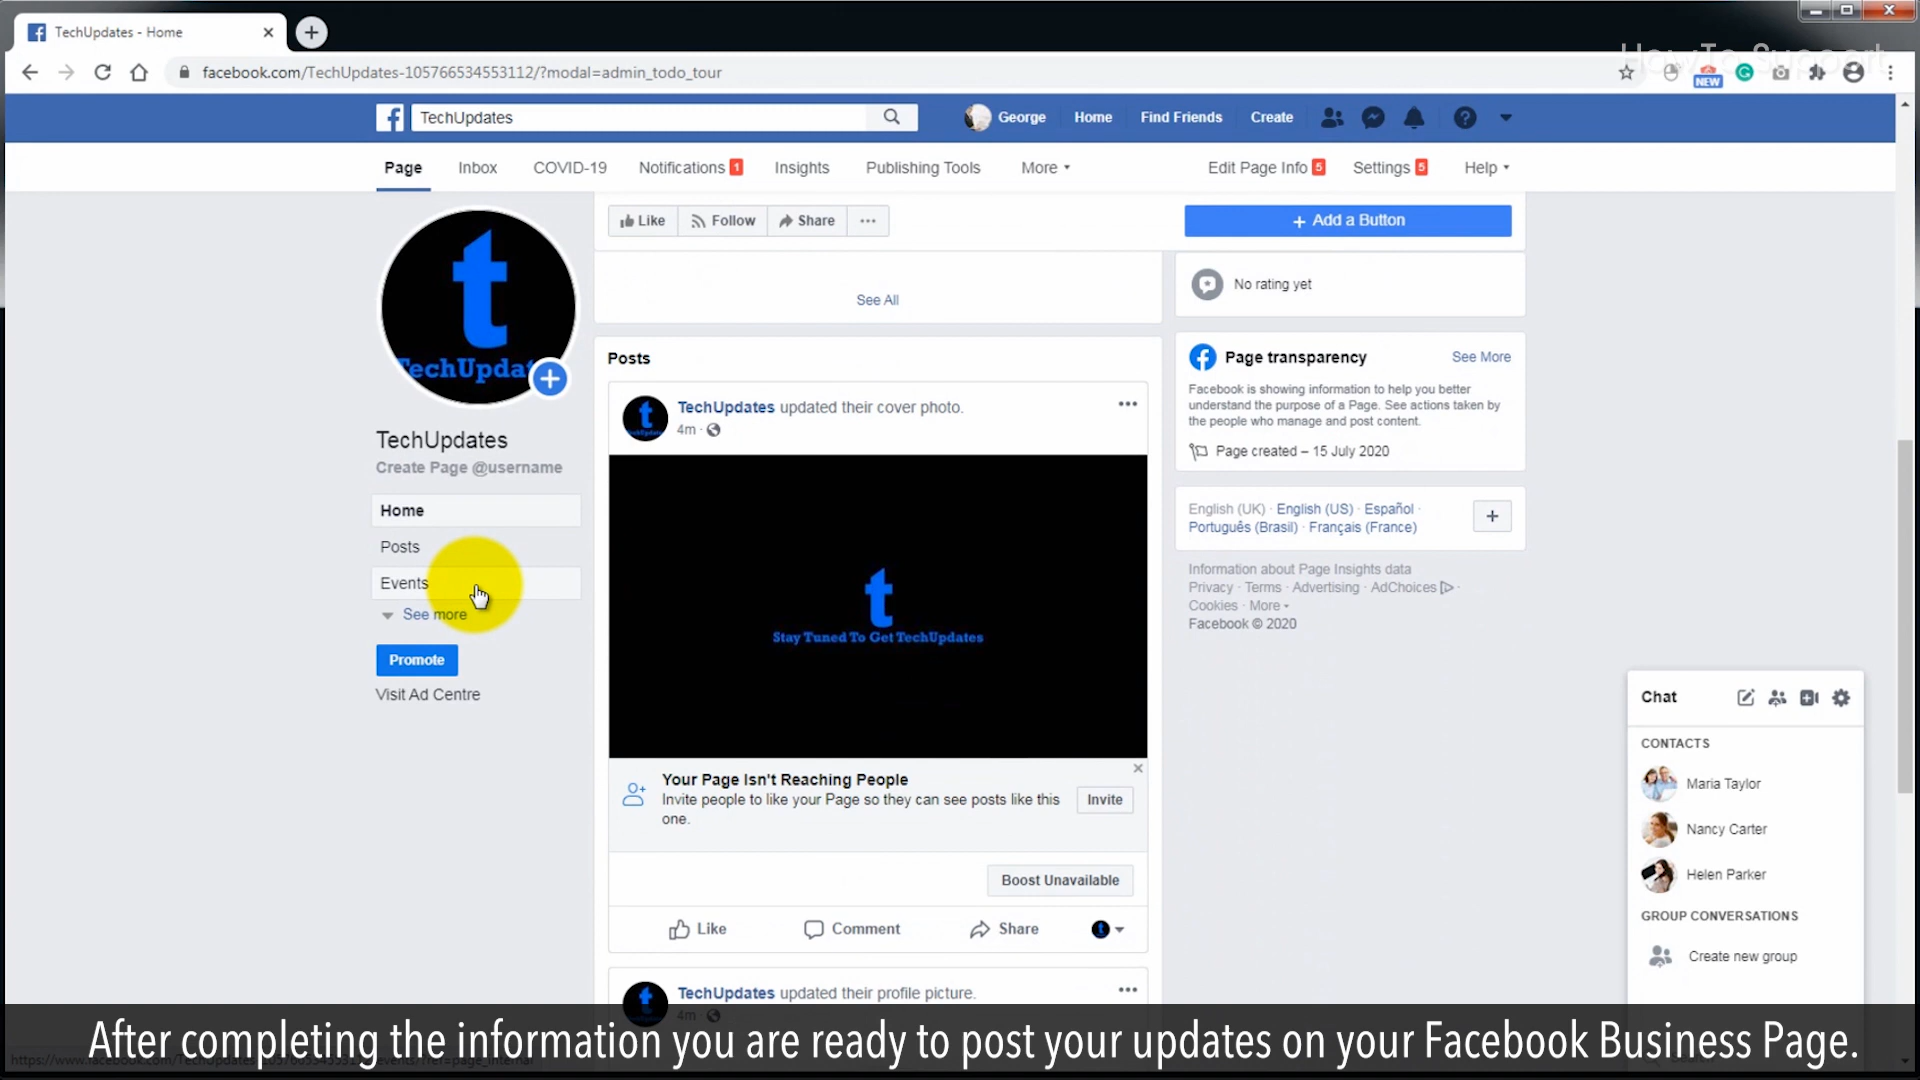 TechUpdates - Home
HowTo Support
facebook.com/TechUpdates-105766534553112/?modal=admin_todo_tour
NEW
TechUpdates
George
Home
Find Friends
Create
Page
Inbox
COVID-19
Notifications 1
Insights
Publishing Tools
More
Edit Page Info 5
Settings 5
Help
Like
Follow
Share
+ Add a Button
See All
No rating yet
Posts
Page transparency
See More
Facebook is showing information to help you better
understand the purpose of a Page. See actions taken by
the people who manage and post content.
Page created – 15 July 2020
TechUpdates updated their cover photo.
4m
TechUpdates
Create Page @username
Home
Posts
Events
See more
Promote
Visit Ad Centre
English (UK) · English (US) · Español ·
Português (Brasil) · Français (France)
Information about Page Insights data
Privacy · Terms · Advertising · AdChoices ·
Cookies · More
Facebook © 2020
Stay Tuned To Get TechUpdates
Your Page Isn't Reaching People
Invite people to like your Page so they can see posts like this
one.
Invite
Boost Unavailable
Like
Comment
Share
Chat
CONTACTS
Maria Taylor
Nancy Carter
Helen Parker
GROUP CONVERSATIONS
Create new group
TechUpdates updated their profile picture.
4m
After completing the information you are ready to post your updates on your Facebook Business Page.